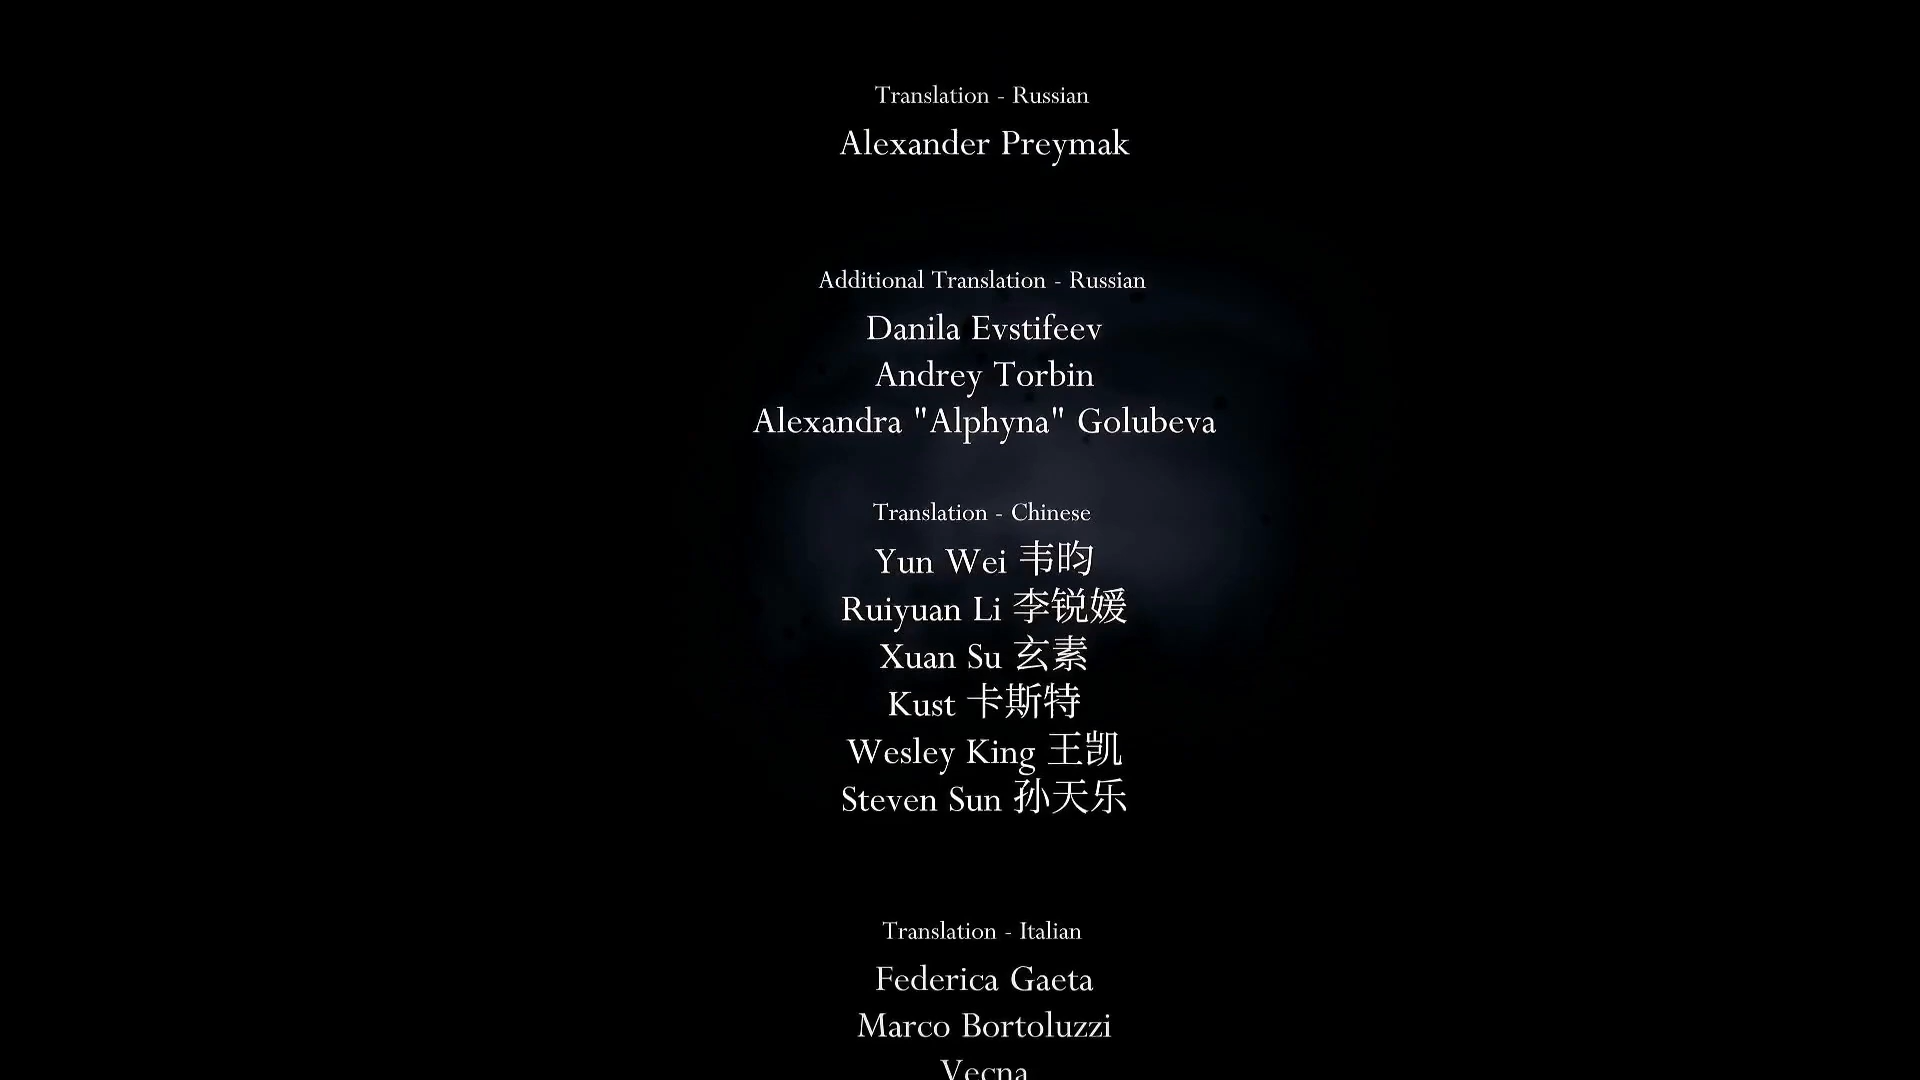 Translation - Russian
Alexander Preymak
Additional Translation - Russian
Danila Evstifeev
Andrey Torbin
Alexandra "Alphyna" Golubeva
Translation - Chinese
Yun Wei 韦昀
Ruiyuan Li 李锐媛
Xuan Su 玄素
Kust 卡斯特
Wesley King 王凯
Steven Sun 孙天乐
Translation - Italian
Federica Gaeta
Marco Bortoluzzi
Vecna